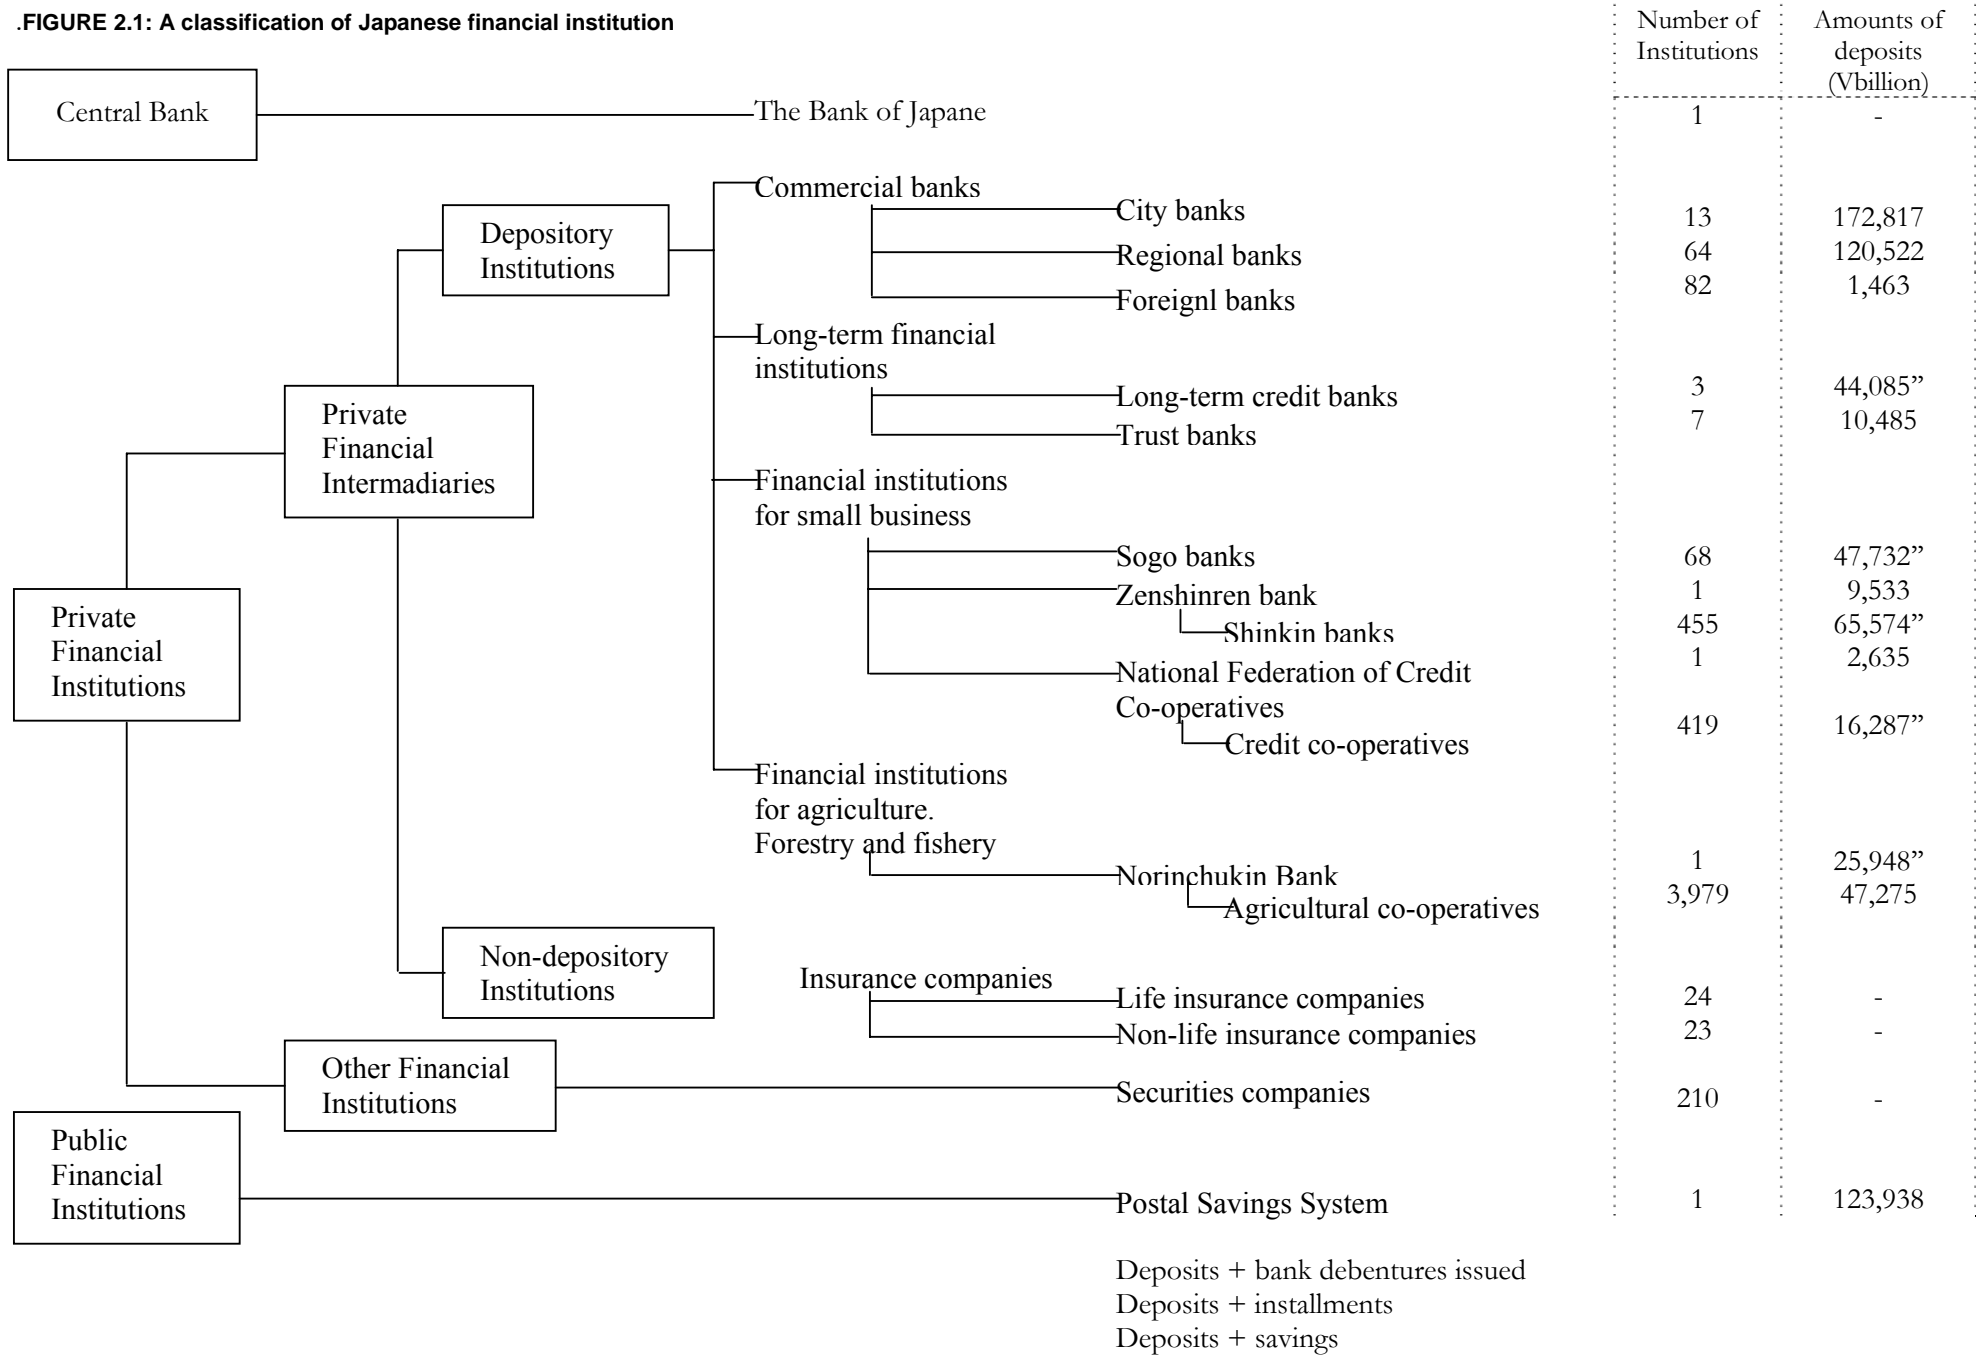 .FIGURE 2.1: A classification of Japanese financial institution
Number of
Institutions
Amounts of
deposits
(Vbillion)
Central Bank
The Bank of Japane
1
-
Commercial banks
Depository
Institutions
City banks
13
172,817
Regional banks
64
120,522
Foreignl banks
82
1,463
Long-term financial
institutions
Long-term credit banks
3
44,085”
Trust banks
7
10,485
Private
Financial
Intermadiaries
Financial institutions
for small business
Sogo banks
68
47,732”
Zenshinren bank
1
9,533
Shinkin banks
455
65,574”
National Federation of Credit
Co-operatives
1
2,635
Credit co-operatives
419
16,287”
Private
Financial
Institutions
Financial institutions
for agriculture.
Forestry and fishery
Norinchukin Bank
1
25,948”
Agricultural co-operatives
3,979
47,275
Non-depository
Institutions
Insurance companies
Life insurance companies
24
-
Non-life insurance companies
23
-
Other Financial
Institutions
Securities companies
210
-
Public
Financial
Institutions
Postal Savings System
1
123,938
Deposits + bank debentures issued
Deposits + installments
Deposits + savings